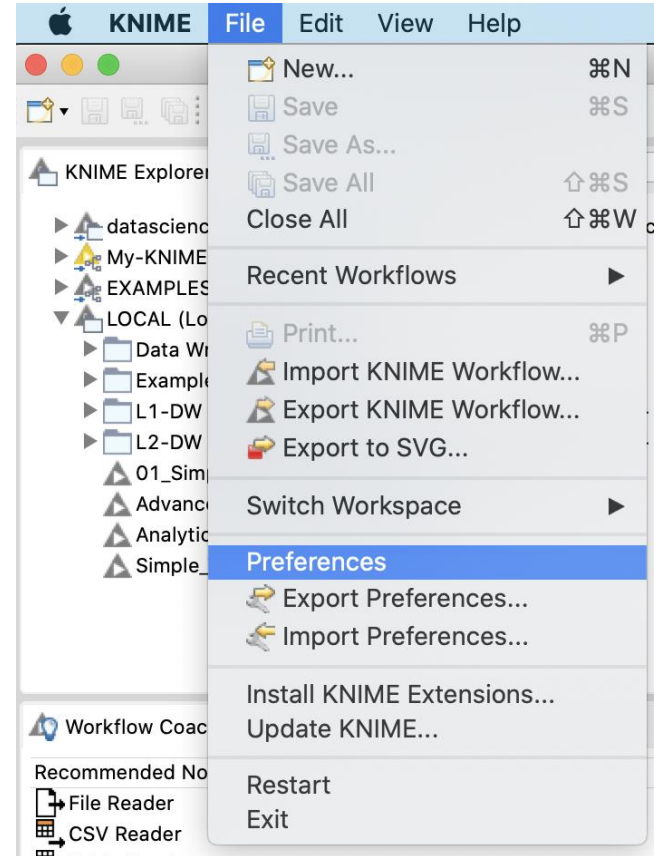 KNIME File Edit View Help
New... ⌘N
Save ⌘S
Save As...
Save All ⇧⌘S
Close All ⇧⌘W
Recent Workflows ▶
Print... ⌘P
Import KNIME Workflow...
Export KNIME Workflow...
Export to SVG...
Switch Workspace ▶
Preferences
Export Preferences...
Import Preferences...
Install KNIME Extensions...
Update KNIME...
Restart
Exit
KNIME Explorer
datascienc
My-KNIME
EXAMPLES
LOCAL (Lo
Data Wr
Example
L1-DW
L2-DW
01_Sim
Advanc
Analytic
Simple_
Workflow Coac
Recommended No
File Reader
CSV Reader